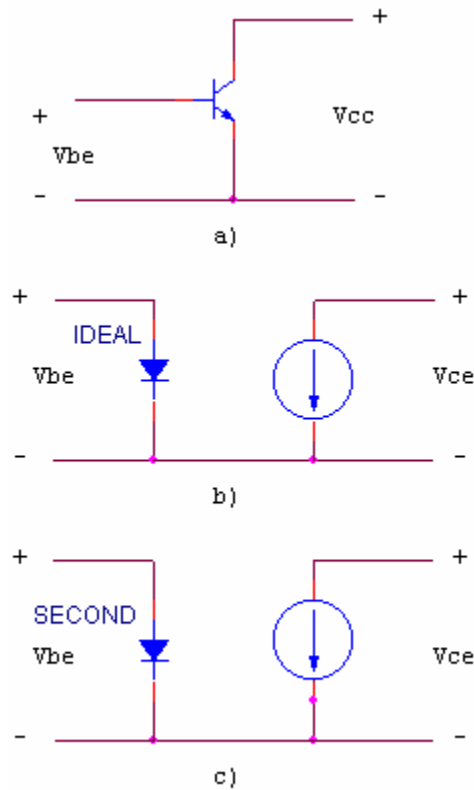 +
+
Vcc
Vbe
-
-
a)
+
+
IDEAL
Vbe
Vce
-
-
b)
+
+
SECOND
Vbe
Vce
-
-
c)